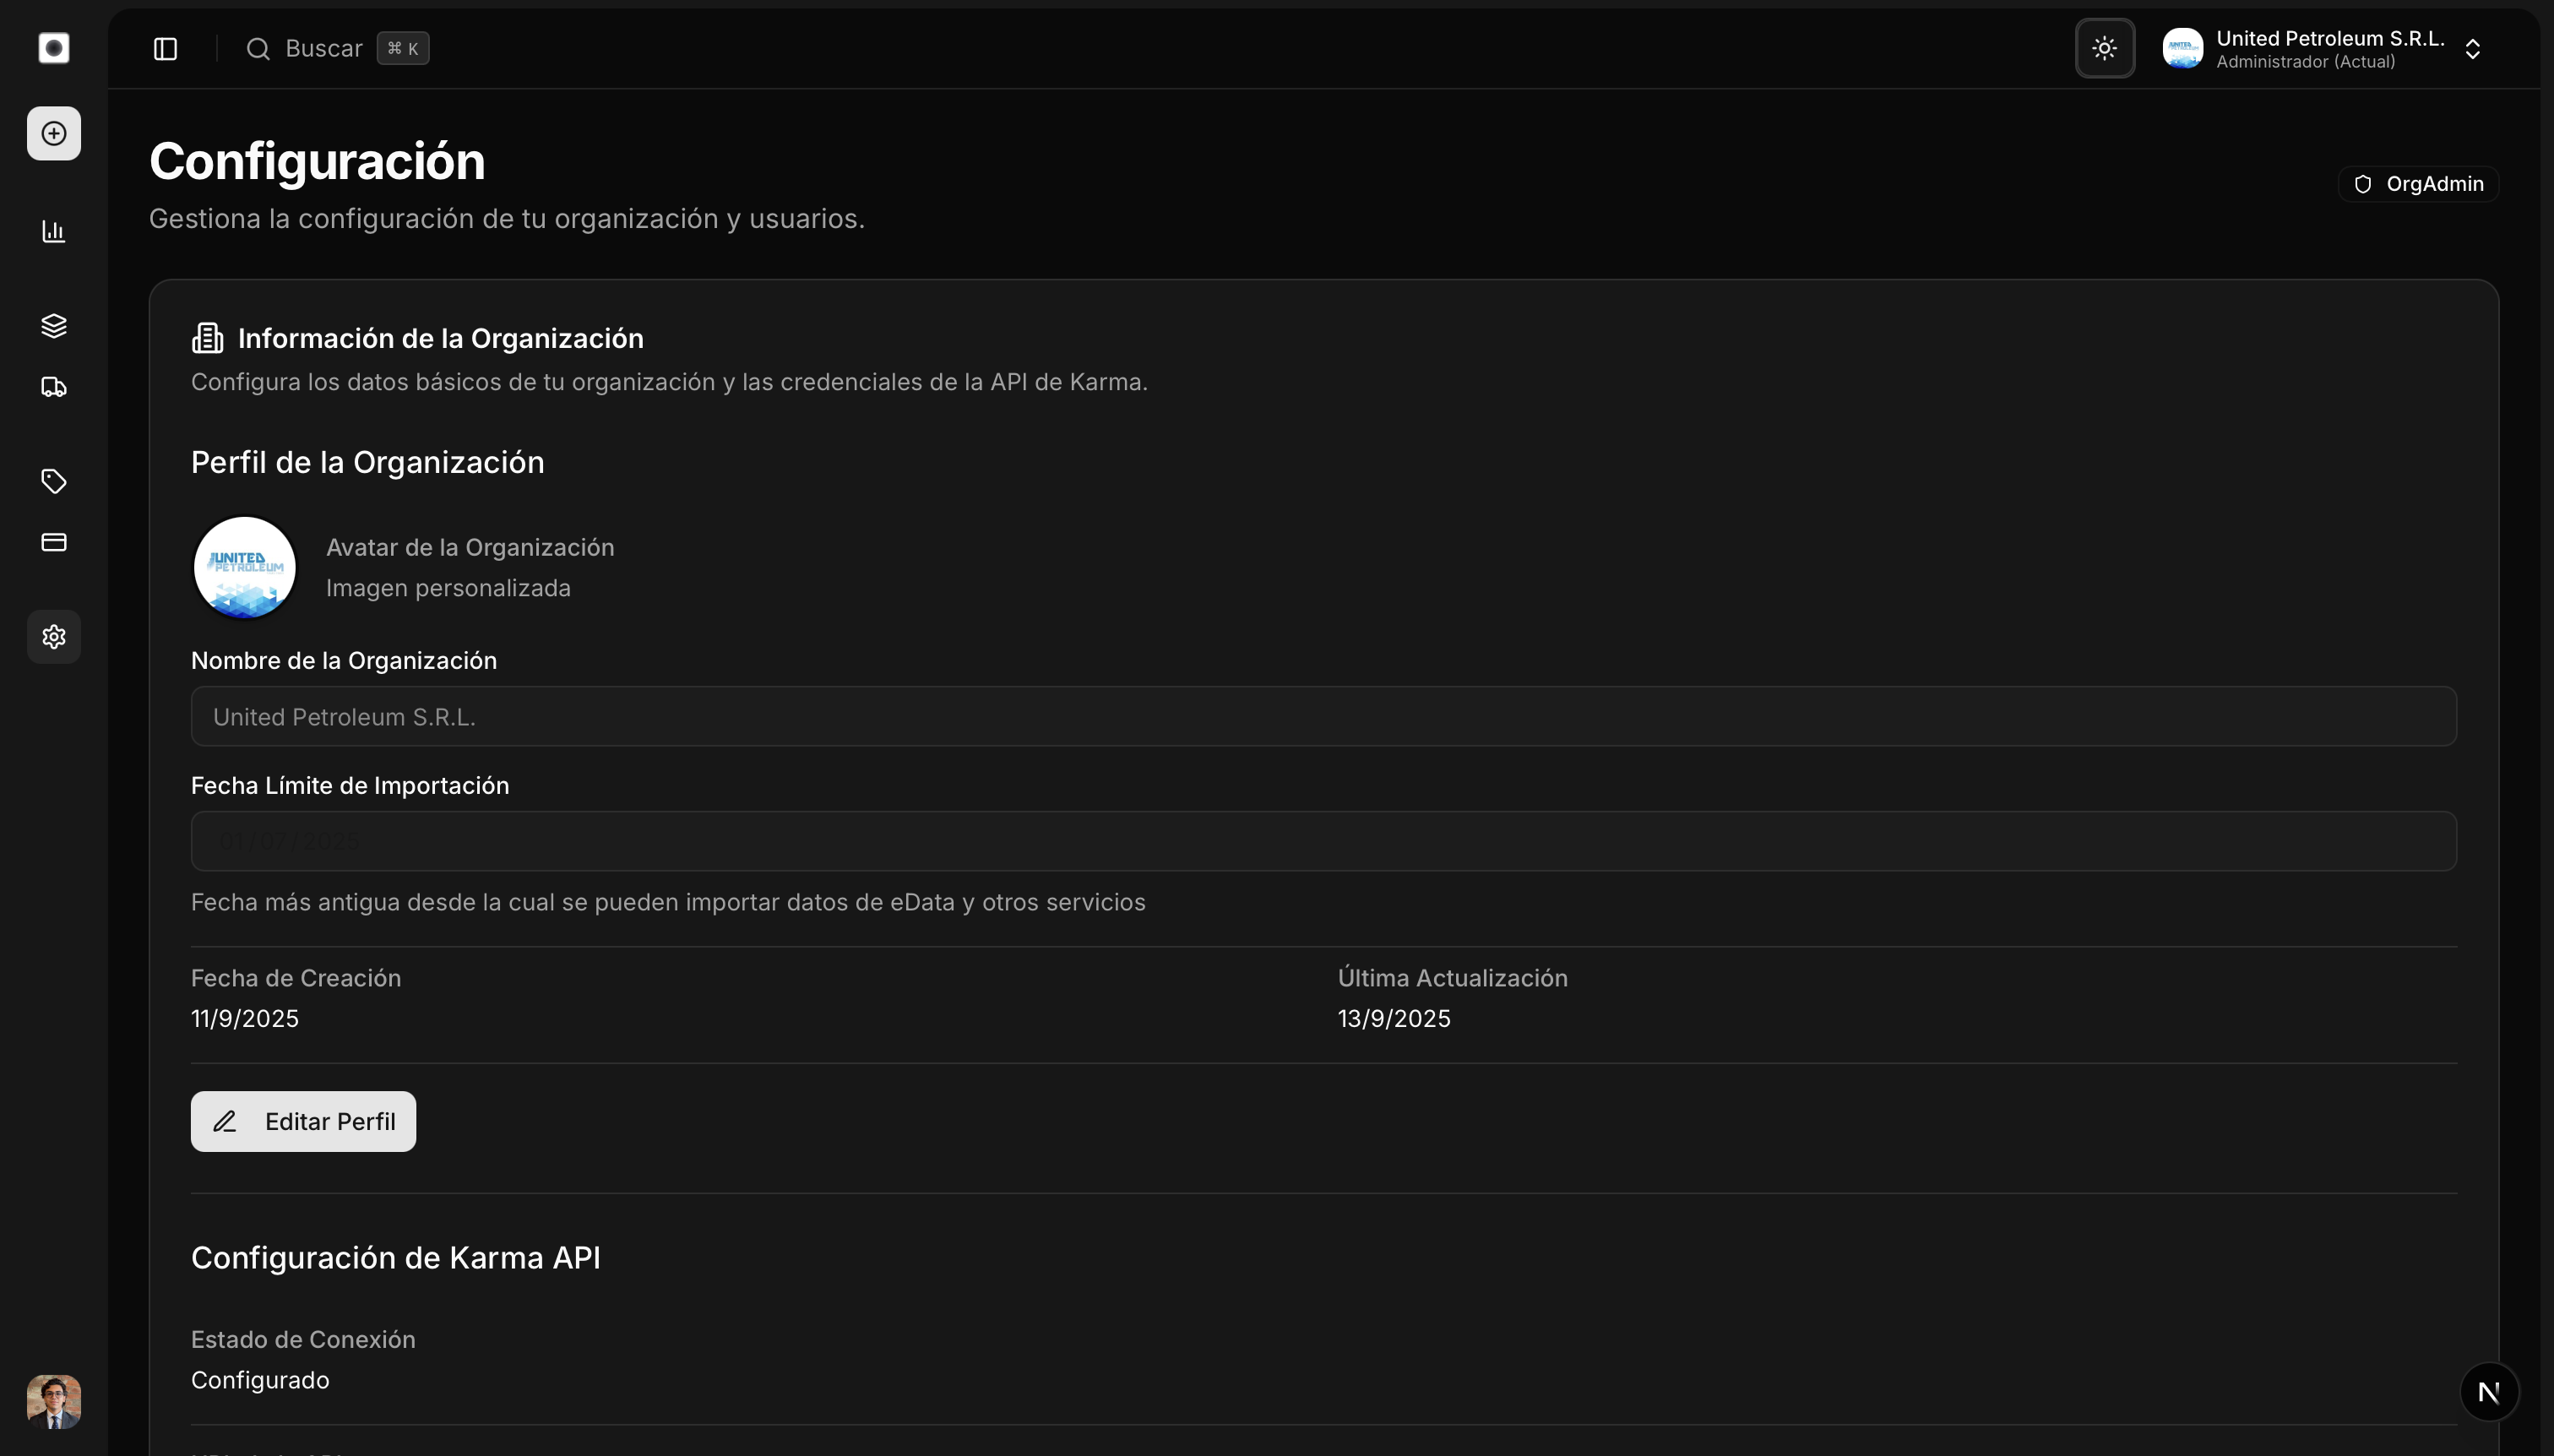 Buscar ⌘ K
United Petroleum S.R.L.
Administrador (Actual)
Configuración
Gestiona la configuración de tu organización y usuarios.
OrgAdmin
Información de la Organización
Configura los datos básicos de tu organización y las credenciales de la API de Karma.
Perfil de la Organización
UNITED
PETROLEUM
Avatar de la Organización
Imagen personalizada
Nombre de la Organización
United Petroleum S.R.L.
Fecha Límite de Importación
01/07/2025
Fecha más antigua desde la cual se pueden importar datos de eData y otros servicios
Fecha de Creación
11/9/2025
Última Actualización
13/9/2025
Editar Perfil
Configuración de Karma API
Estado de Conexión
Configurado
N